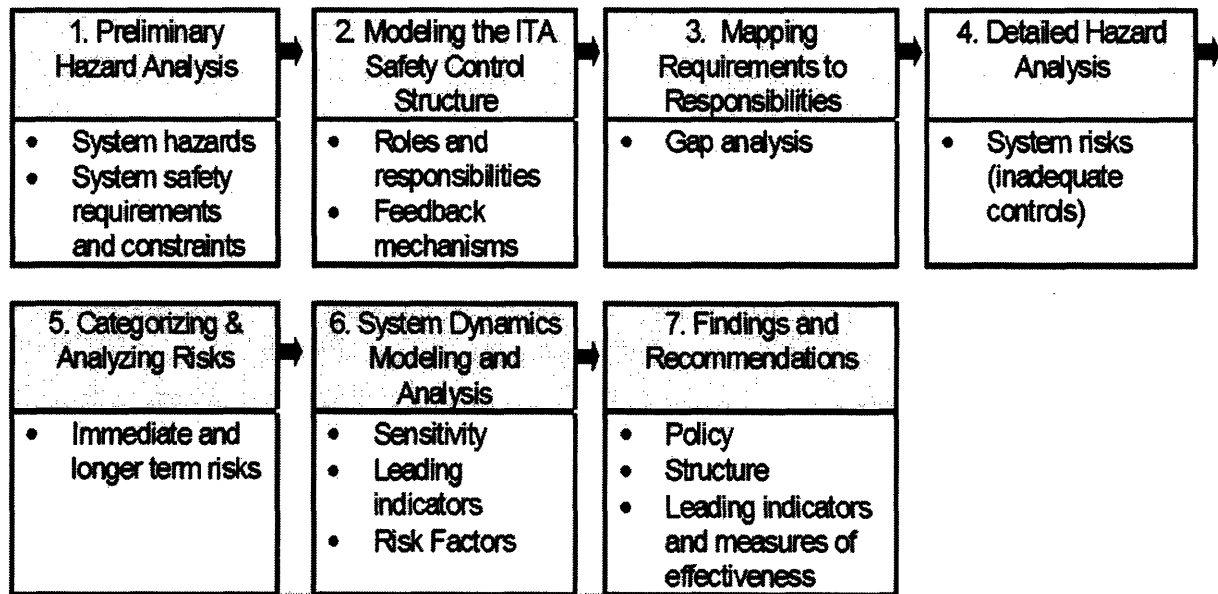 1. Preliminary
Hazard Analysis
• System hazards
• System safety
requirements
and constraints
2. Modeling the ITA
Safety Control
Structure
• Roles and
responsibilities
• Feedback
mechanisms
3. Mapping
Requirements to
Responsibilities
• Gap analysis
4. Detailed Hazard
Analysis
• System risks
(inadequate
controls)
5. Categorizing &
Analyzing Risks
• Immediate and
longer term risks
6. System Dynamics
Modeling and
Analysis
• Sensitivity
• Leading
indicators
• Risk Factors
7. Findings and
Recommendations
• Policy
• Structure
• Leading indicators
and measures of
effectiveness